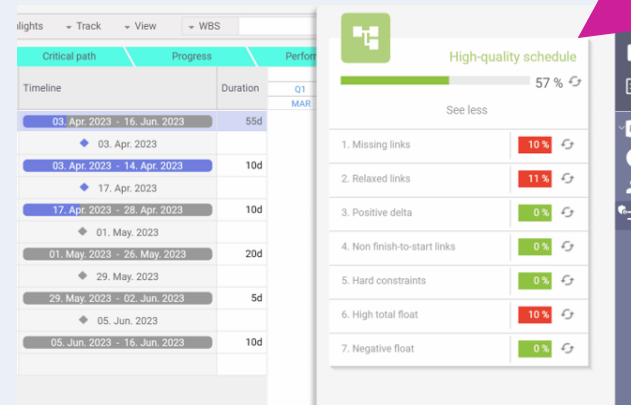 Track
View
WBS
Critical path
Progress
Timeline
Duration
Q1
MAR
03. Apr. 2023 - 16. Jun. 2023 55d
03. Apr. 2023
03. Apr. 2023 - 14. Apr. 2023 10d
17. Apr. 2023
17. Apr. 2023 - 28. Apr. 2023 10d
01. May. 2023
01. May. 2023 - 26. May. 2023 20d
29. May. 2023
29. May. 2023 - 02. Jun. 2023 5d
05. Jun. 2023
05. Jun. 2023 - 16. Jun. 2023 10d
High-quality schedule
57 %
See less
1. Missing links 10 %
2. Relaxed links 11 %
3. Positive delta 0 %
4. Non finish-to-start links 0 %
5. Hard constraints 0 %
6. High total float 10 %
7. Negative float 0 %